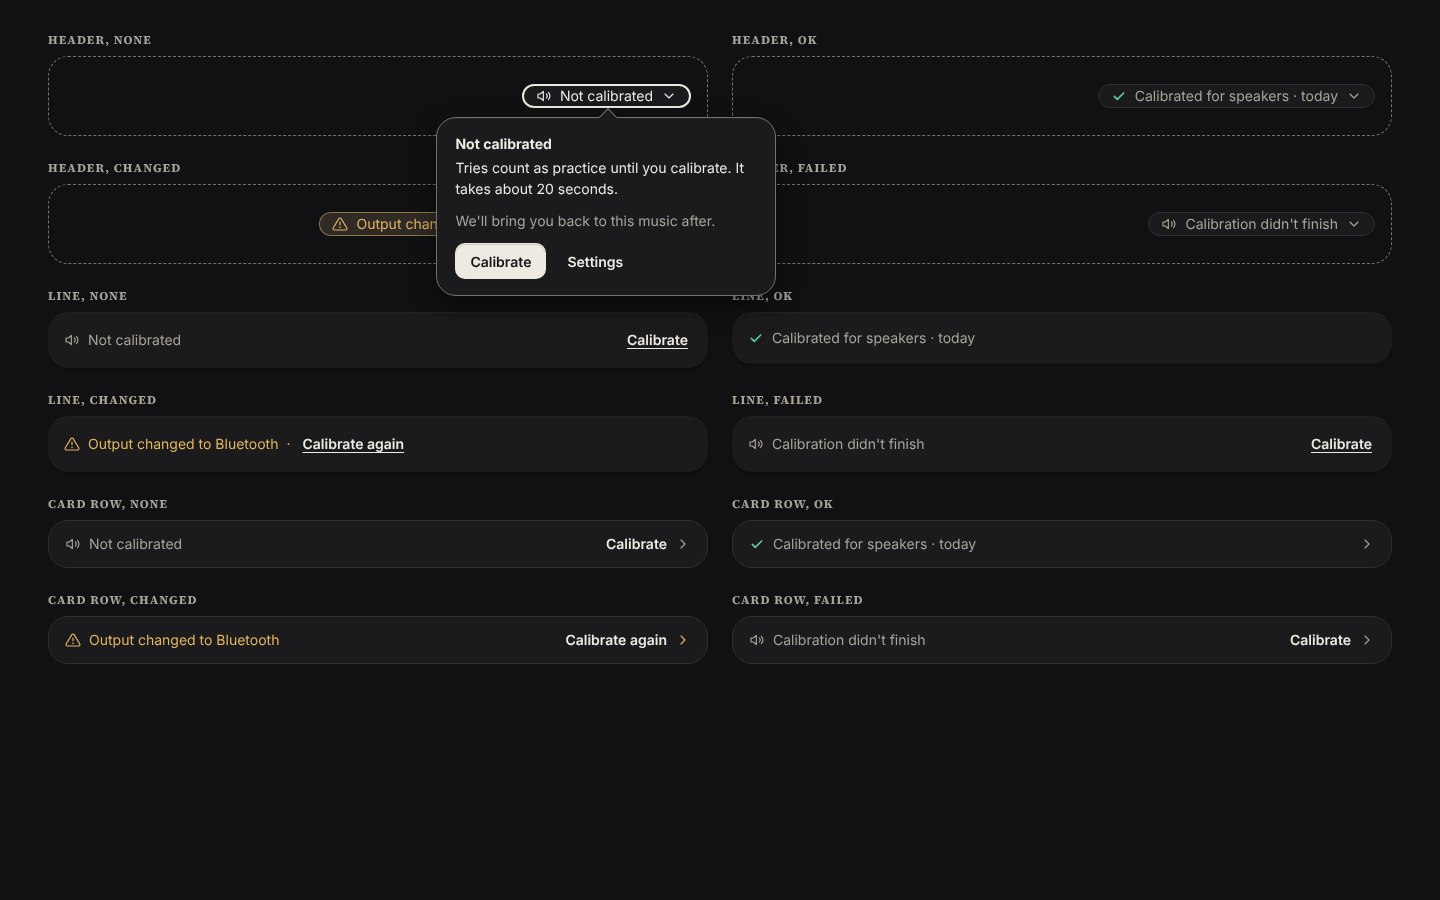 HEADER, NONE
HEADER, OK
Not calibrated
Calibrated for speakers · today
Not calibrated
Tries count as practice until you calibrate. It
takes about 20 seconds.
We'll bring you back to this music after.
Calibrate
Settings
HEADER, CHANGED
FAILED
Output
Calibration didn't finish
LINE, NONE
LINE, OK
Not calibrated
Calibrate
Calibrated for speakers · today
LINE, CHANGED
LINE, FAILED
Output changed to Bluetooth · Calibrate again
Calibration didn't finish
Calibrate
CARD ROW, NONE
CARD ROW, OK
Not calibrated
Calibrate
Calibrated for speakers · today
CARD ROW, CHANGED
CARD ROW, FAILED
Output changed to Bluetooth
Calibrate again
Calibration didn't finish
Calibrate